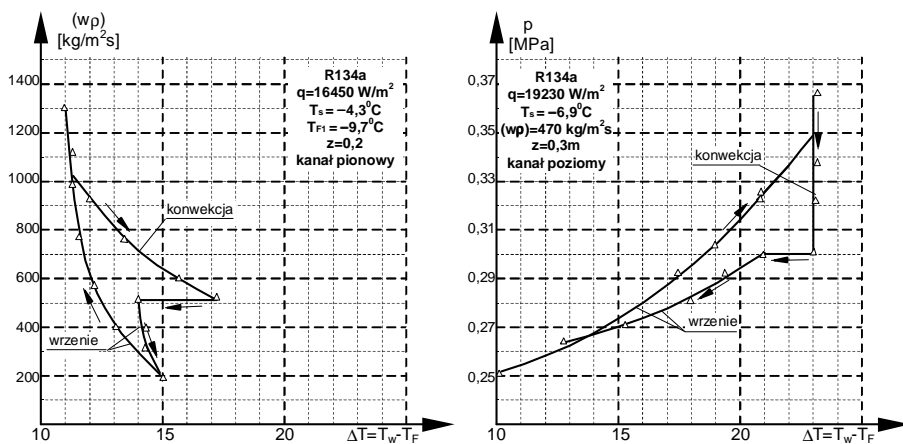 (wρ)
[kg/m²s]
1400
1200
1000
800
600
400
200
R134a
q=16450 W/m²
Ts = –4,3⁰C
TF1 = –9,7⁰C
z=0,2
kanał pionowy
konwekcja
wrzenie
10
15
20
ΔT=Tw-TF
p
[MPa]
0,37
0,35
0,33
0,31
0,29
0,27
0,25
R134a
q=19230 W/m²
Ts = –6,9⁰C
(wρ)=470 kg/m²s
z=0,3m
kanał poziomy
konwekcja
wrzenie
10
15
20
ΔT=Tw-TF